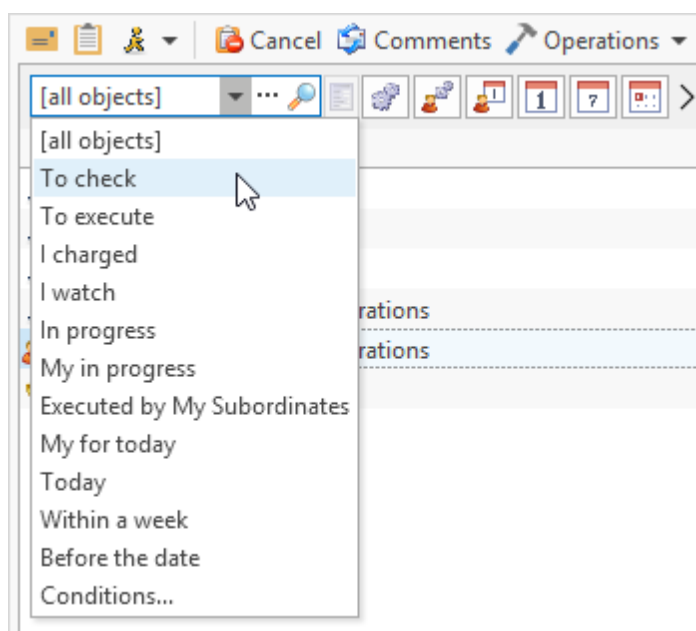 Cancel Comments Operations
[all objects] ... 1 7
[all objects]
To check
To execute
I charged
I watch
rations
In progress
rations
My in progress
Executed by My Subordinates
My for today
Today
Within a week
Before the date
Conditions...